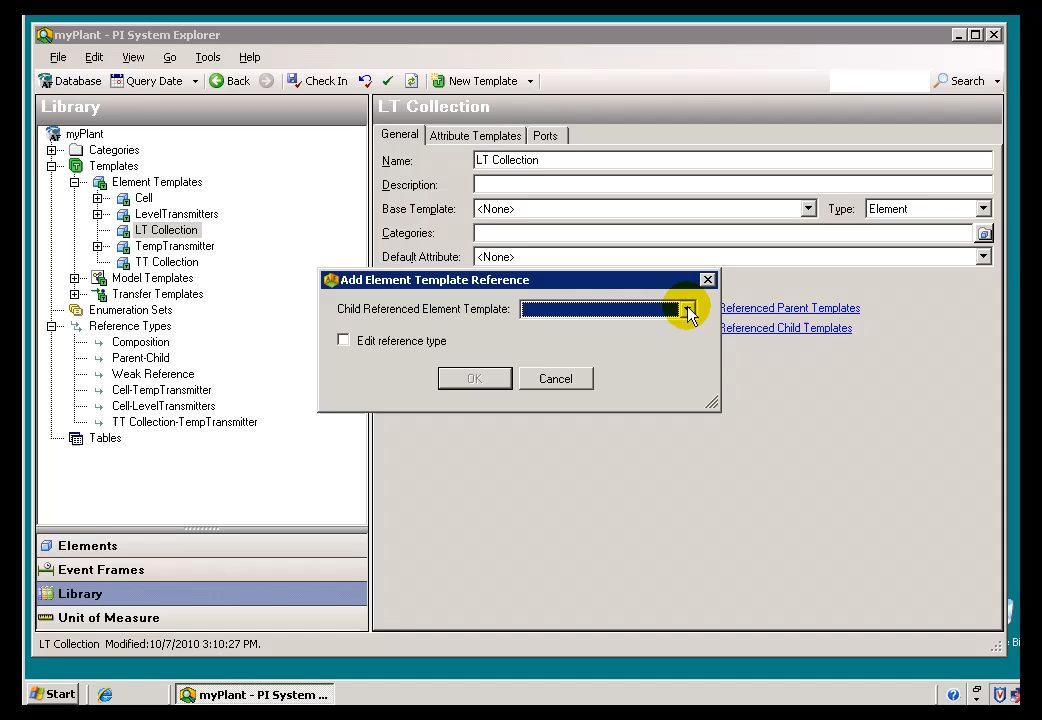 myPlant - PI System Explorer
File Edit View Go Tools Help
Database Query Date Back Check In New Template Search
Library
LT Collection
myPlant
Categories
Templates
Element Templates
Cell
LevelTransmitters
LT Collection
TempTransmitter
TT Collection
Model Templates
Transfer Templates
Enumeration Sets
Reference Types
Composition
Parent-Child
Weak Reference
Cell-TempTransmitter
Cell-LevelTransmitters
TT Collection-TempTransmitter
Tables
General Attribute Templates Ports
Name: LT Collection
Description:
Base Template: <None> Type: Element
Categories:
Default Attribute: <None>
Add Element Template Reference
Child Referenced Element Template:
Edit reference type
OK Cancel
Referenced Parent Templates
Referenced Child Templates
Elements
Event Frames
Library
Unit of Measure
LT Collection Modified:10/7/2010 3:10:27 PM.
Start myPlant - PI System ...